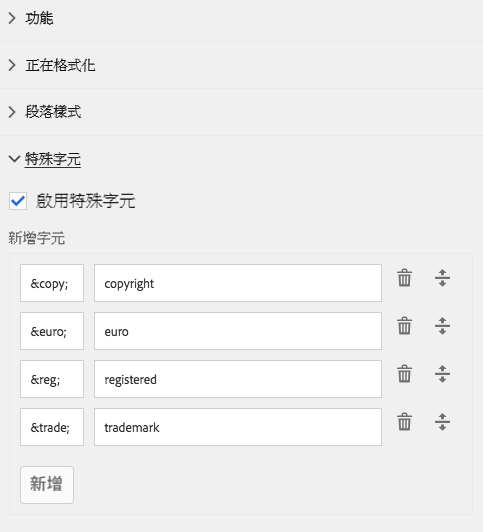 功能
正在格式化
段落樣式
特殊字元
啟用特殊字元
新增字元
&copy; copyright
&euro; euro
&reg; registered
&trade; trademark
新增